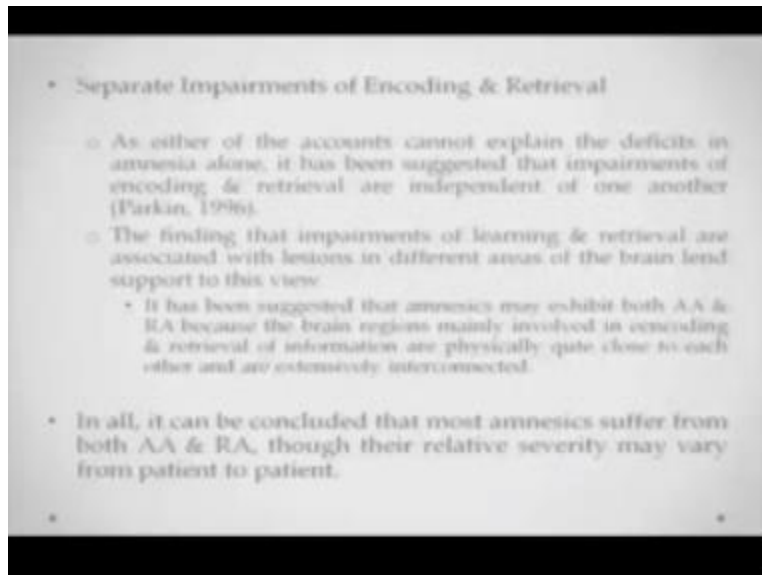 • Separate Impairments of Encoding & Retrieval
o As either of the accounts cannot explain the deficits in
amnesia alone, it has been suggested that impairments of
encoding & retrieval are independent of one another
(Parkin, 1996).
o The finding that impairments of learning & retrieval are
associated with lesions in different areas of the brain lend
support to this view.
• It has been suggested that amnesics may exhibit both AA &
RA because the brain regions mainly involved in eencoding
& retrieval of information are physically qute close to each
other and are extensively interconnected.
• In all, it can be concluded that most amnesics suffer from
both AA & RA, though their relative severity may vary
from patient to patient.